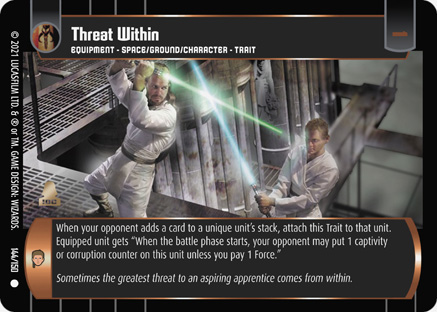 Threat Within
EQUIPMENT • SPACE/GROUND/CHARACTER • TRAIT
When your opponent adds a card to a unique unit's stack, attach this Trait to that unit.
Equipped unit gets "When the battle phase starts, your opponent may put 1 captivity
or corruption counter on this unit unless you pay 1 Force."
Sometimes the greatest threat to an aspiring apprentice comes from within.
© 2021 LUCASFILM LTD. & ® or TM. GAME DESIGN: WIZARDS.
144/150